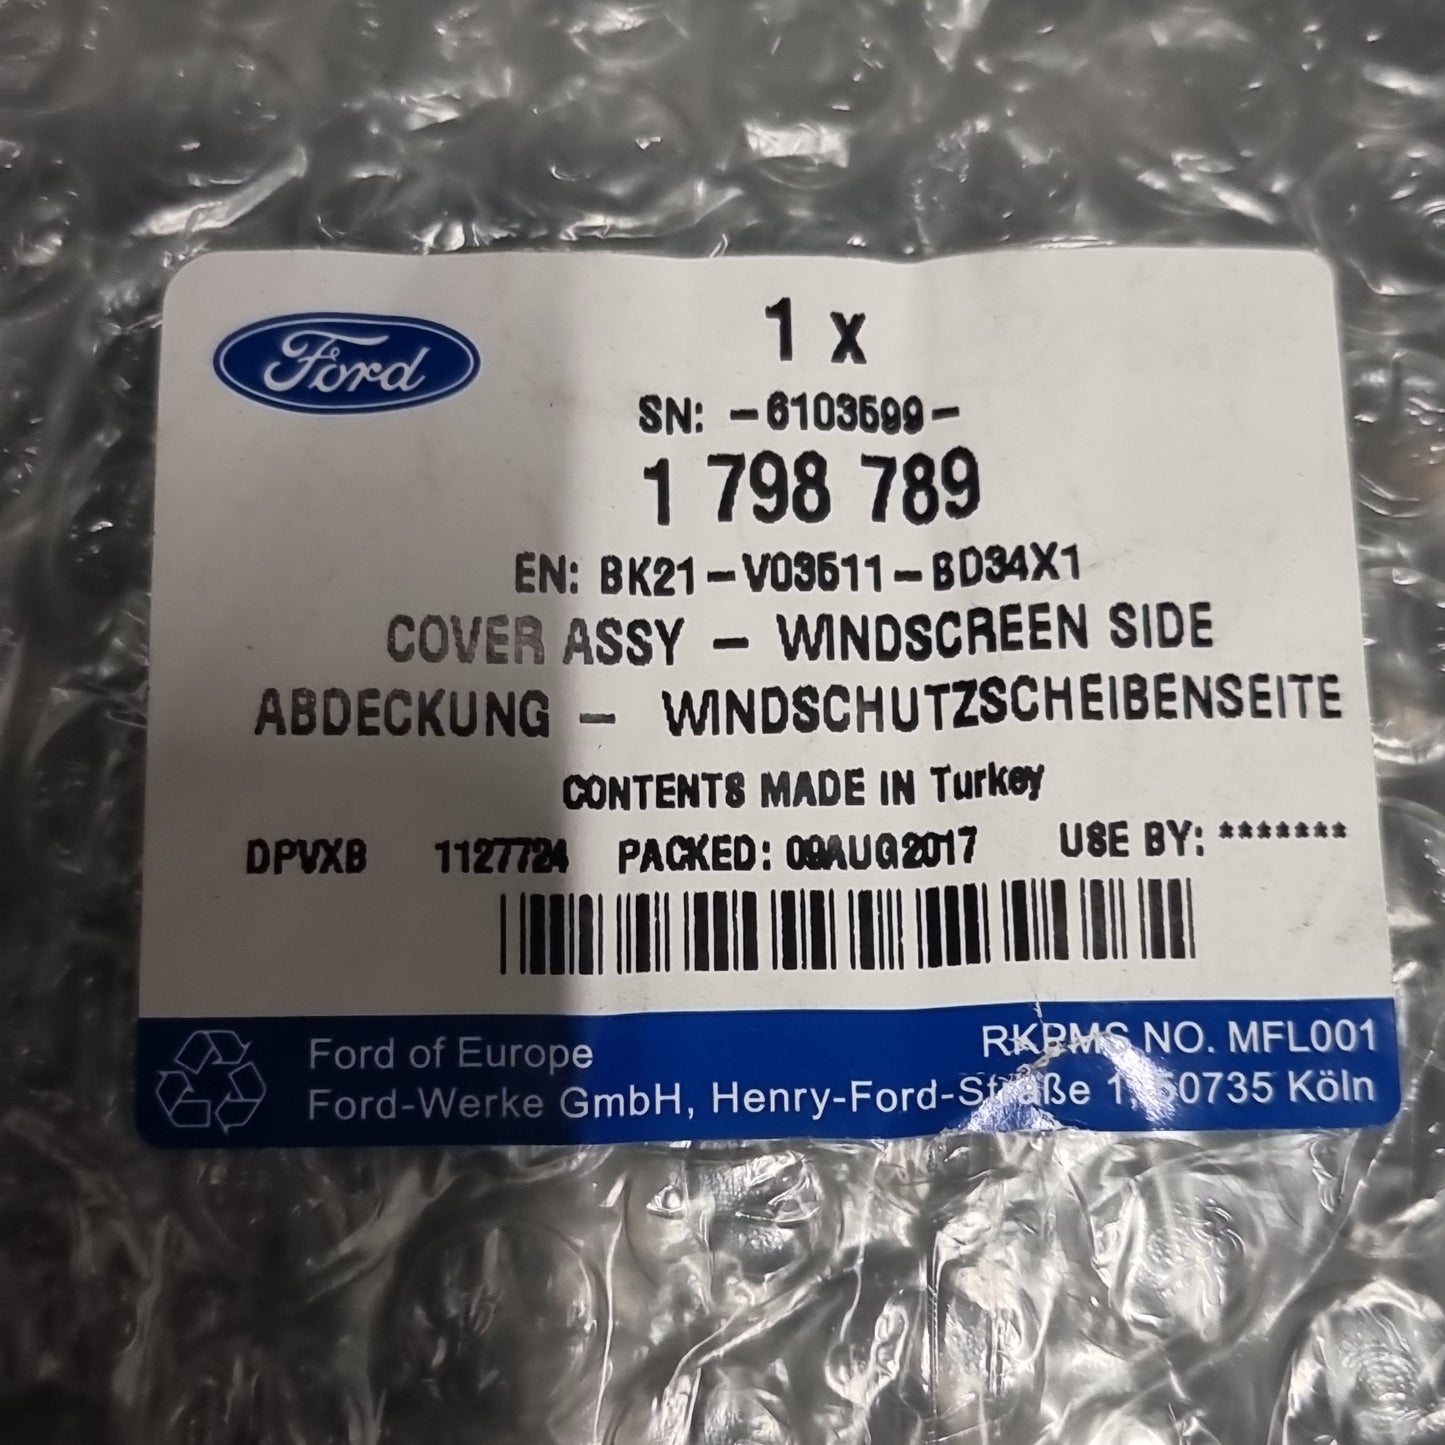 Ford
1 x
SN: -6103599-
1 798 789
EN: BK21-V03511-BD34X1
COVER ASSY - WINDSCREEN SIDE
ABDECKUNG - WINDSCHUTZSCHEIBENSEITE
CONTENTS MADE IN Turkey
DPVXB 1127724 PACKED: 09AUG2017 USE BY: *******
Ford of Europe RKPMS NO. MFL001
Ford-Werke GmbH, Henry-Ford-Straße 1, 50735 Köln